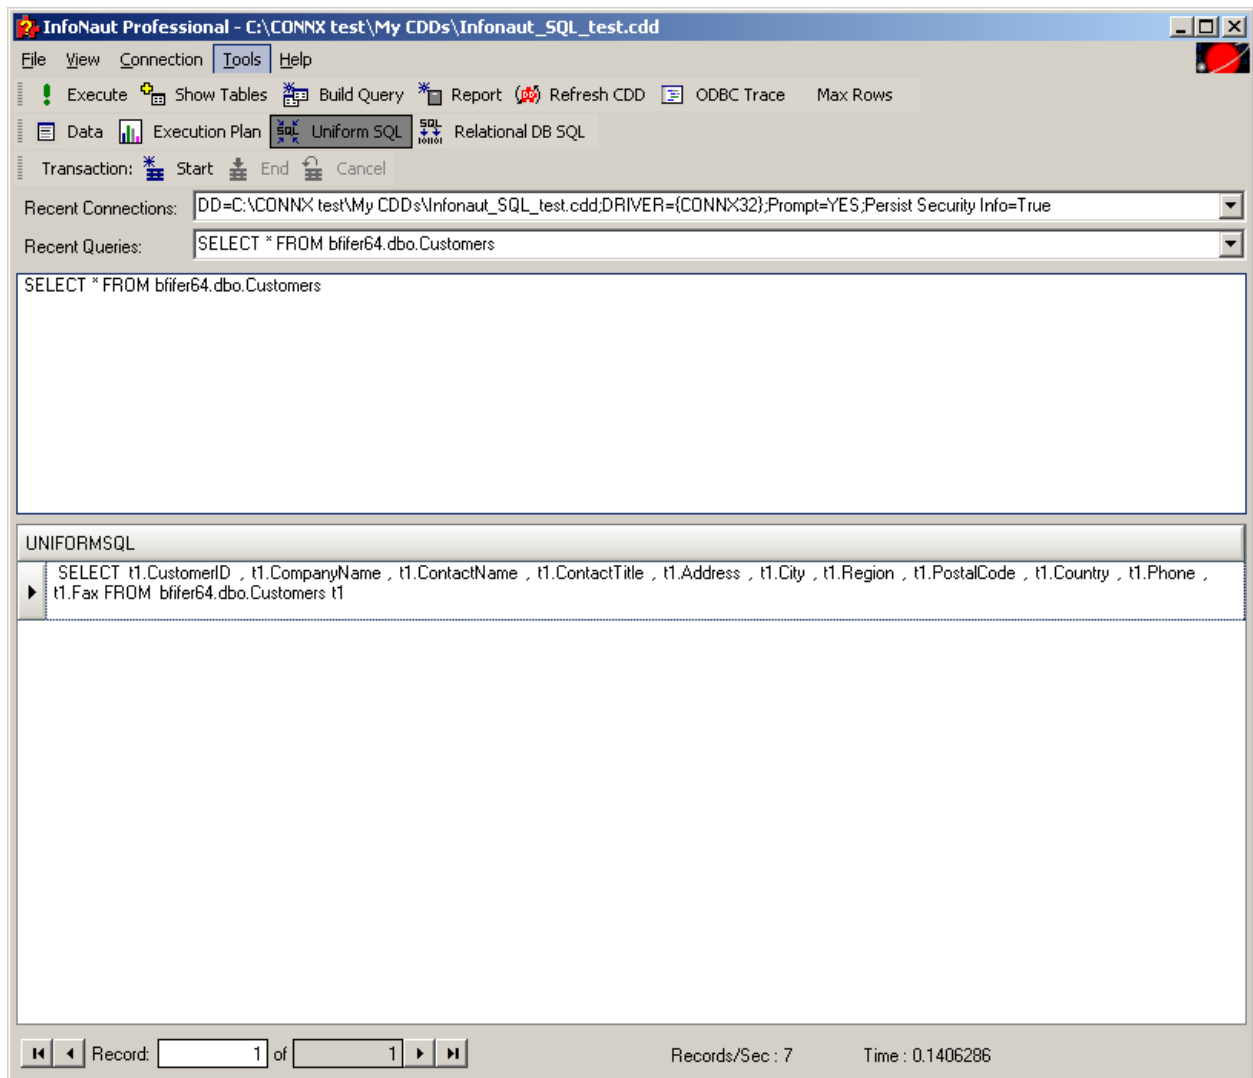 InfoNaut Professional - C:\CONNX test\My CDDs\Infonaut_SQL_test.cdd
File View Connection Tools Help
Execute Show Tables Build Query Report Refresh CDD ODBC Trace Max Rows
Data Execution Plan SQL Uniform SQL SQL Relational DB SQL
Transaction: Start End Cancel
Recent Connections: DD=C:\CONNX test\My CDDs\Infonaut_SQL_test.cdd;DRIVER={CONNX32};Prompt=YES;Persist Security Info=True
Recent Queries: SELECT * FROM bfifer64.dbo.Customers
SELECT * FROM bfifer64.dbo.Customers
UNIFORMSQL
SELECT t1.CustomerID , t1.CompanyName , t1.ContactName , t1.ContactTitle , t1.Address , t1.City , t1.Region , t1.PostalCode , t1.Country , t1.Phone ,
t1.Fax FROM bfifer64.dbo.Customers t1
Record: 1 of 1 Records/Sec : 7 Time : 0.1406286